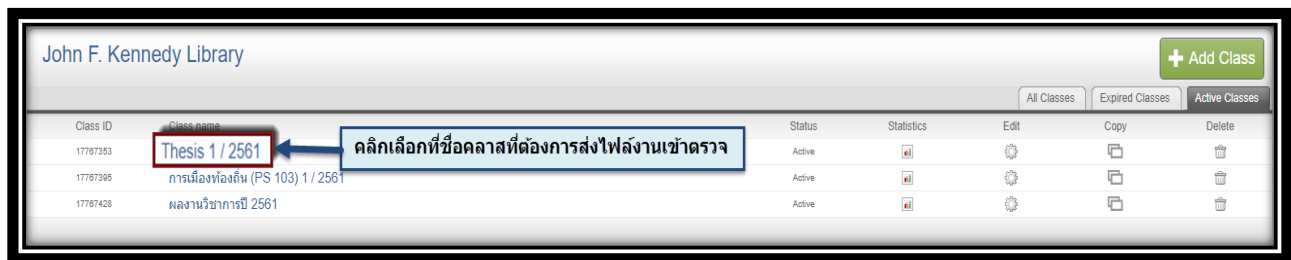 John F. Kennedy Library
+ Add Class
All Classes Expired Classes Active Classes
Class ID Class name Status Statistics Edit Copy Delete
17767353 Thesis 1 / 2561 คลิกเลือกที่ชื่อคลาสที่ต้องการส่งไฟล์งานเข้าตรวจ Active
17767395 การเมืองท้องถิ่น (PS 103) 1 / 2561 Active
17767428 ผลงานวิชาการปี 2561 Active